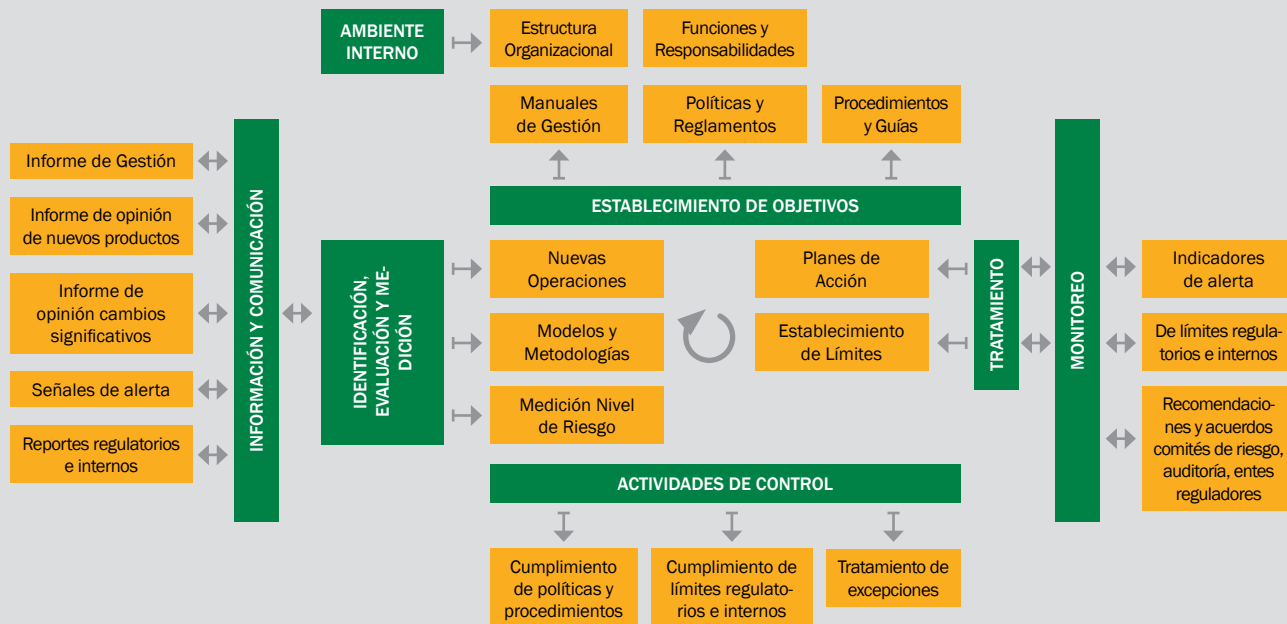 AMBIENTE
INTERNO
Estructura
Organizacional
Funciones y
Responsabilidades
Manuales
de Gestión
Políticas y
Reglamentos
Procedimientos
y Guías
ESTABLECIMIENTO DE OBJETIVOS
Informe de Gestión
Informe de opinión
de nuevos productos
Informe de
opinión cambios
significativos
Señales de alerta
Reportes regulatorios
e internos
INFORMACIÓN Y COMUNICACIÓN
IDENTIFICACIÓN,
EVALUACIÓN Y ME-
DICIÓN
Nuevas
Operaciones
Modelos y
Metodologías
Medición Nivel
de Riesgo
Planes de
Acción
Establecimiento
de Límites
TRATAMIENTO
MONITOREO
Indicadores
de alerta
De límites regula-
torios e internos
Recomendacio-
nes y acuerdos
comités de riesgo,
auditoría, entes
reguladores
ACTIVIDADES DE CONTROL
Cumplimiento
de políticas y
procedimientos
Cumplimiento de
límites regulato-
rios e internos
Tratamiento de
excepciones